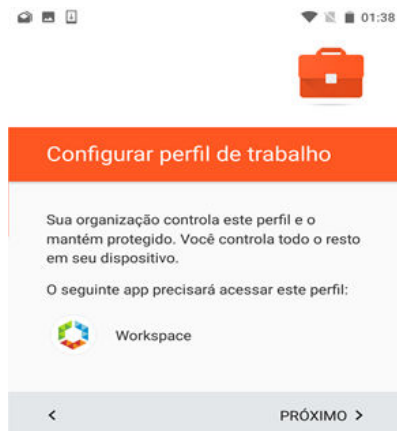 01:38
Configurar perfil de trabalho
Sua organização controla este perfil e o
mantém protegido. Você controla todo o resto
em seu dispositivo.
O seguinte app precisará acessar este perfil:
Workspace
PRÓXIMO